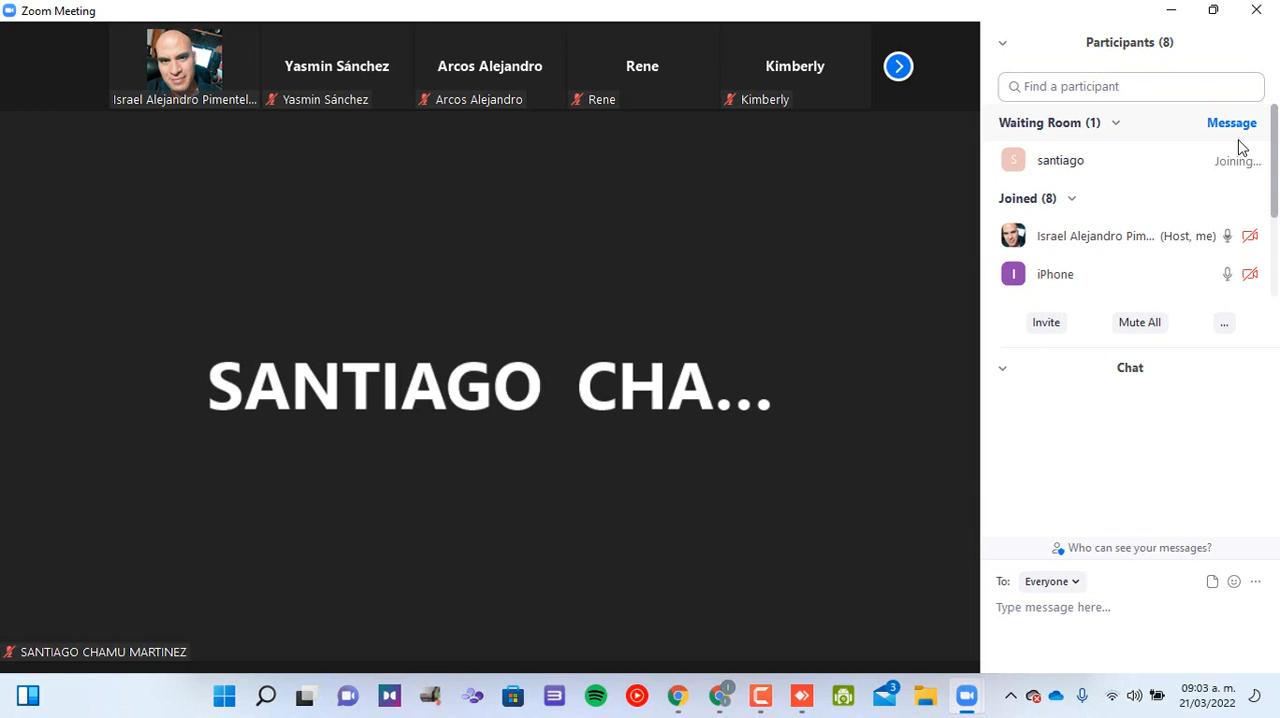 Zoom Meeting
Yasmin Sánchez
Arcos Alejandro
Rene
Kimberly
Israel Alejandro Pimentel...
Yasmin Sánchez
Arcos Alejandro
Rene
Kimberly
SANTIAGO CHA...
SANTIAGO CHAMU MARTINEZ
Participants (8)
Find a participant
Waiting Room (1)
Message
S
santiago
Joining...
Joined (8)
Israel Alejandro Pim... (Host, me)
I
iPhone
Invite
Mute All
...
Chat
Who can see your messages?
To: Everyone
Type message here...
1
3
09:03 a. m.
21/03/2022